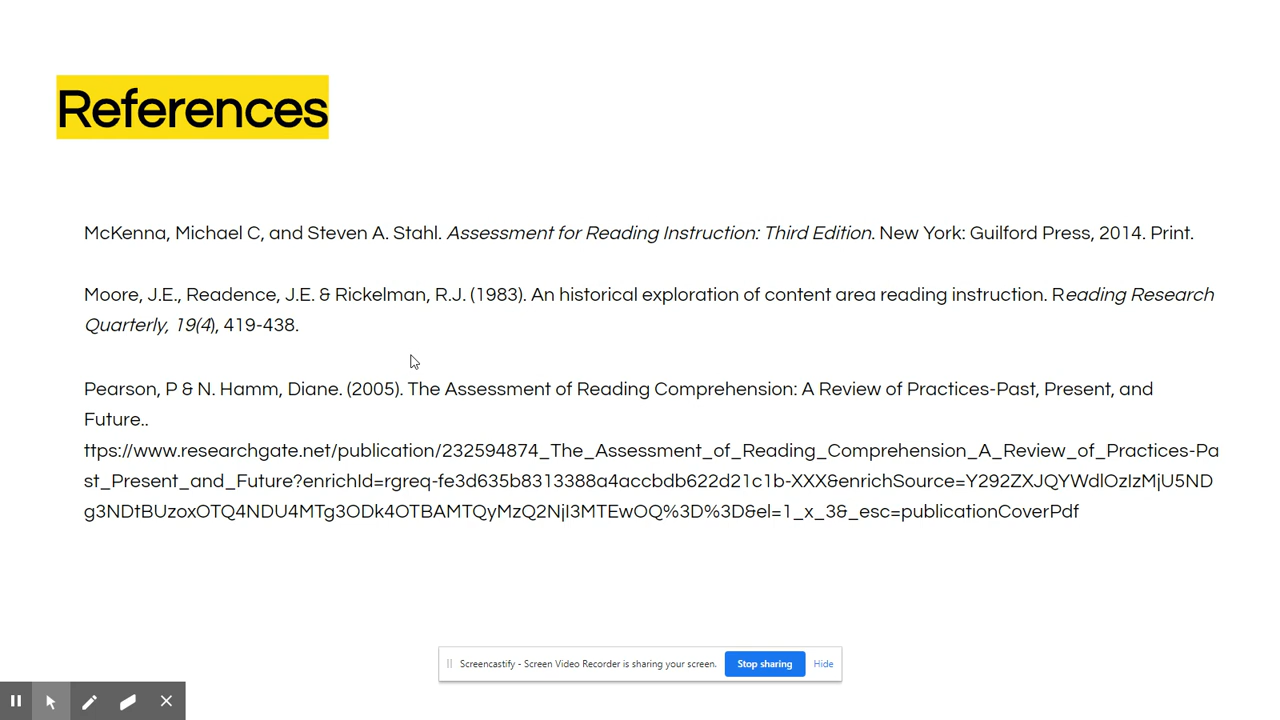 References
McKenna, Michael C, and Steven A. Stahl. Assessment for Reading Instruction: Third Edition. New York: Guilford Press, 2014. Print.
Moore, J.E., Readence, J.E. & Rickelman, R.J. (1983). An historical exploration of content area reading instruction. Reading Research
Quarterly, 19(4), 419-438.
Pearson, P & N. Hamm, Diane. (2005). The Assessment of Reading Comprehension: A Review of Practices-Past, Present, and
Future..
ttps://www.researchgate.net/publication/232594874_The_Assessment_of_Reading_Comprehension_A_Review_of_Practices-Pa
st_Present_and_Future?enrichId=rgreq-fe3d635b8313388a4accbdb622d21c1b-XXX&enrichSource=Y292ZXJQYWdlOzIzMjU5ND
g3NDtBUzoxOTQ4NDU4MTg3ODk4OTBAMTQyMzQ2NjI3MTEwOQ%3D%3D&el=1_x_3&_esc=publicationCoverPdf
Screencastify - Screen Video Recorder is sharing your screen. Stop sharing Hide